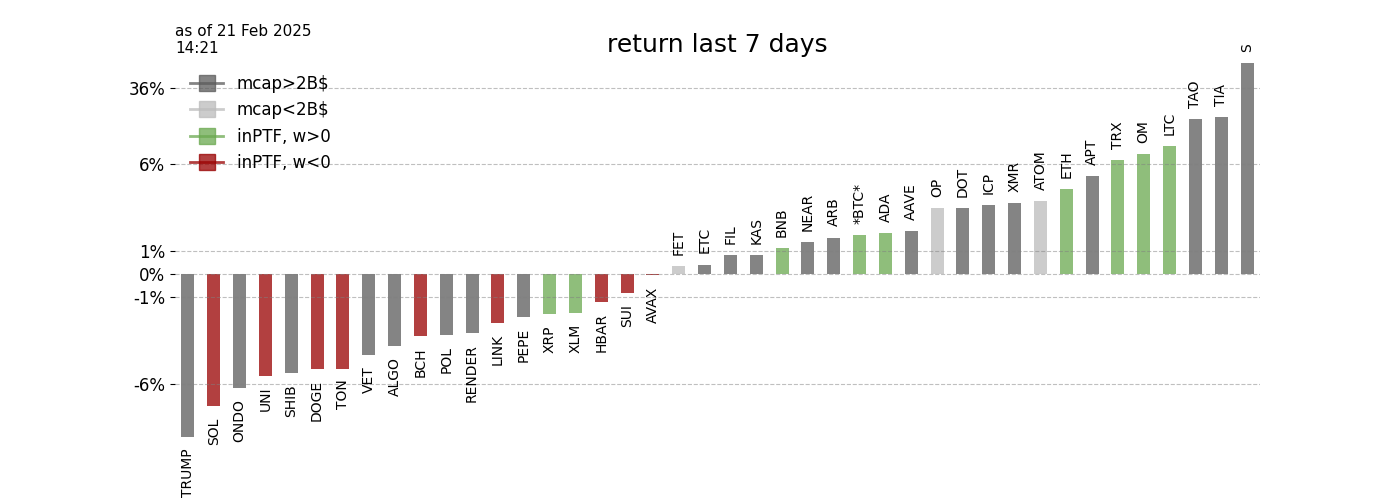 as of 21 Feb 2025
14:21
return last 7 days
mcap>2B$
mcap<2B$
inPTF, w>0
inPTF, w<0
36%
6%
1%
0%
-1%
-6%
TRUMP
SOL
ONDO
UNI
SHIB
DOGE
TON
VET
ALGO
BCH
POL
RENDER
LINK
PEPE
XRP
XLM
HBAR
SUI
AVAX
FET
ETC
FIL
KAS
BNB
NEAR
ARB
*BTC*
ADA
AAVE
OP
DOT
ICP
XMR
ATOM
ETH
APT
TRX
OM
LTC
TAO
TIA
S